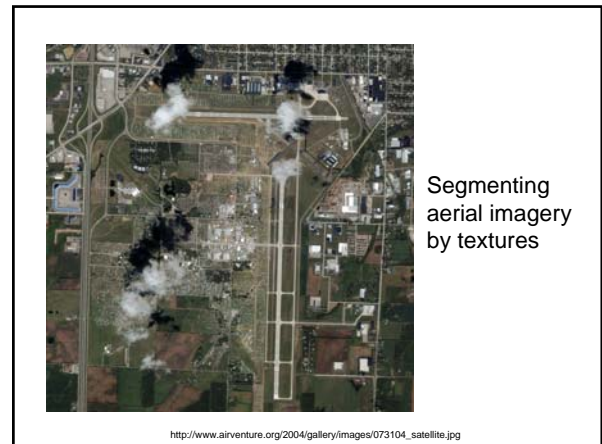 Segmenting
aerial imagery
by textures
http://www.airventure.org/2004/gallery/images/073104_satellite.jpg